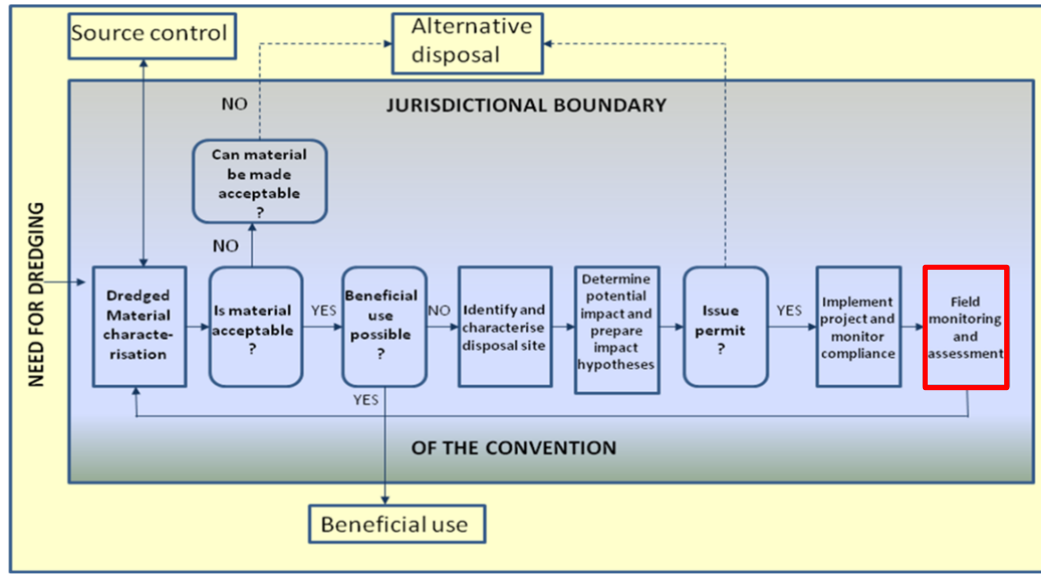 Source control
Alternative
disposal
NO
JURISDICTIONAL BOUNDARY
Can material
be made
acceptable
?
NO
NEED FOR DREDGING
Dredged
Material
characte-
risation
Is material
acceptable
?
YES
Beneficial
use
possible
?
NO
Identify and
characterise
disposal site
Determine
potential
impact and
prepare
impact
hypotheses
Issue
permit
?
YES
Implement
project and
monitor
compliance
Field
monitoring
and
assessment
YES
OF THE CONVENTION
Beneficial use